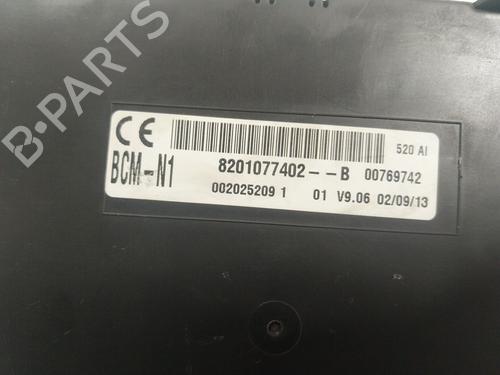 CE
520 AI
BCM-N1
8201077402--B 00769742
002025209 1 01 V9.06 02/09/13
B-PARTS